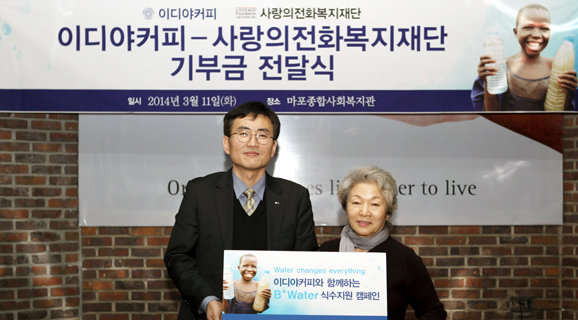 이디야커피 사랑의전화복지재단
이디야커피 – 사랑의전화복지재단
기부금 전달식
일시 2014년 3월 11일(화) 장소 마포종합사회복지관
to live
Water changes everything
이디야커피와 함께하는
B⁺Water 식수지원 캠페인